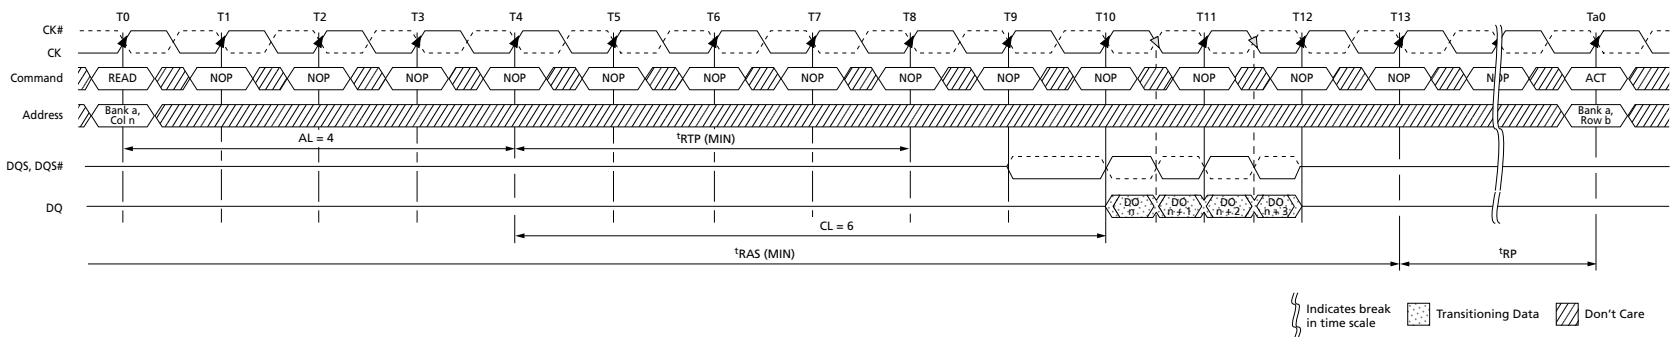 T0 T1 T2 T3 T4 T5 T6 T7 T8 T9 T10 T11 T12 T13 Ta0
CK#
CK
Command READ NOP NOP NOP NOP NOP NOP NOP NOP NOP NOP NOP NOP NOP NOP ACT
Address Bank a, Col n Bank a, Row b
AL = 4 tRTP (MIN)
DQS, DQS#
DQ DO n DO n + 1 DO n + 2 DO n + 3
CL = 6
tRAS (MIN) tRP
Indicates break
in time scale
Transitioning Data
Don't Care